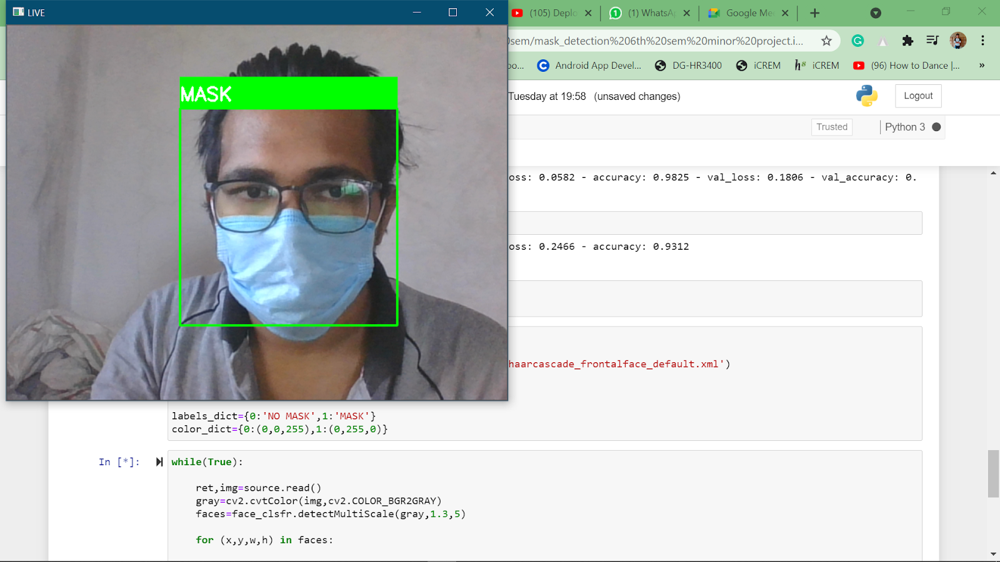 LIVE
(105) Deplo
(1) WhatsAp
Google Mee
sem/mask_detection%206th%20sem%20minor%20project.i...
oo...
Android App Devel...
DG-HR3400
iCREM
iCREM
(96) How to Dance |...
»
MASK
Tuesday at 19:58 (unsaved changes)
Logout
Trusted
Python 3
oss: 0.0582 - accuracy: 0.9825 - val_loss: 0.1806 - val_accuracy: 0.
oss: 0.2466 - accuracy: 0.9312
haarcascade_frontalface_default.xml')
labels_dict={0:'NO MASK',1:'MASK'}
color_dict={0:(0,0,255),1:(0,255,0)}
In [*]:
while(True):
ret,img=source.read()
gray=cv2.cvtColor(img,cv2.COLOR_BGR2GRAY)
faces=face_clsfr.detectMultiScale(gray,1.3,5)
for (x,y,w,h) in faces: